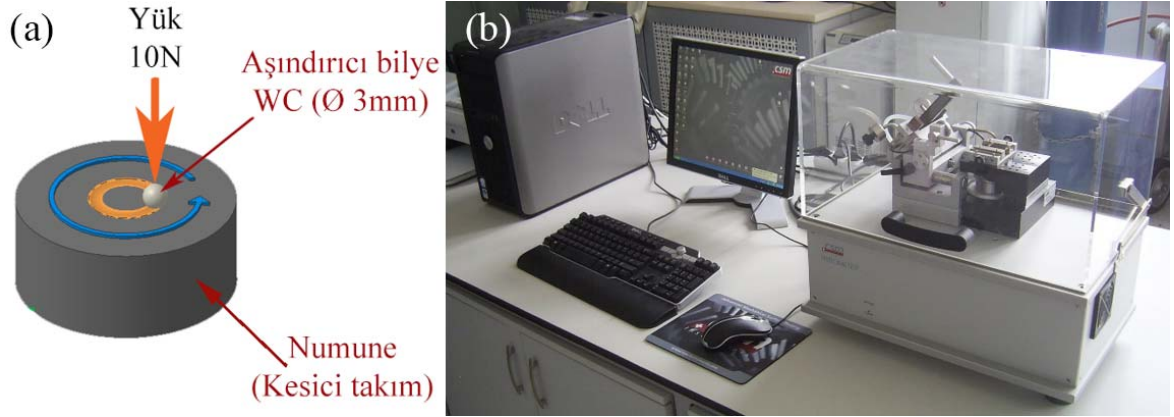 (a)
Yük
10N
Aşındırıcı bilye
WC (Ø 3mm)
Numune
(Kesici takım)
(b)
DELL
csm